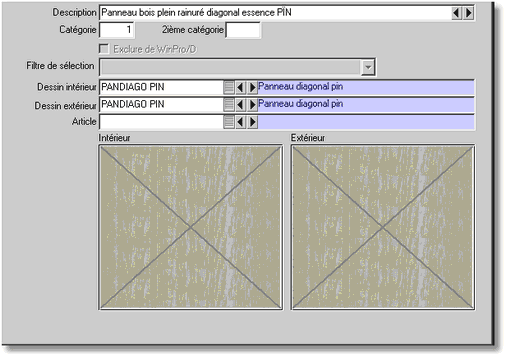 Description Panneau bois plein rainuré diagonal essence PIN
Catégorie 1 2ième catégorie
Exclure de WinPro/D
Filtre de sélection
Dessin intérieur PANDIAGO PIN Panneau diagonal pin
Dessin extérieur PANDIAGO PIN Panneau diagonal pin
Article
Intérieur Extérieur